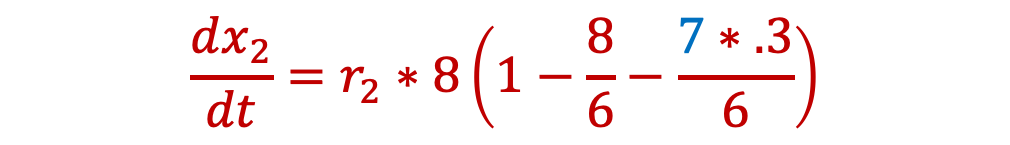 dx₂/dt = r₂ * 8(1 − 8/6 − 7 * .3/6)